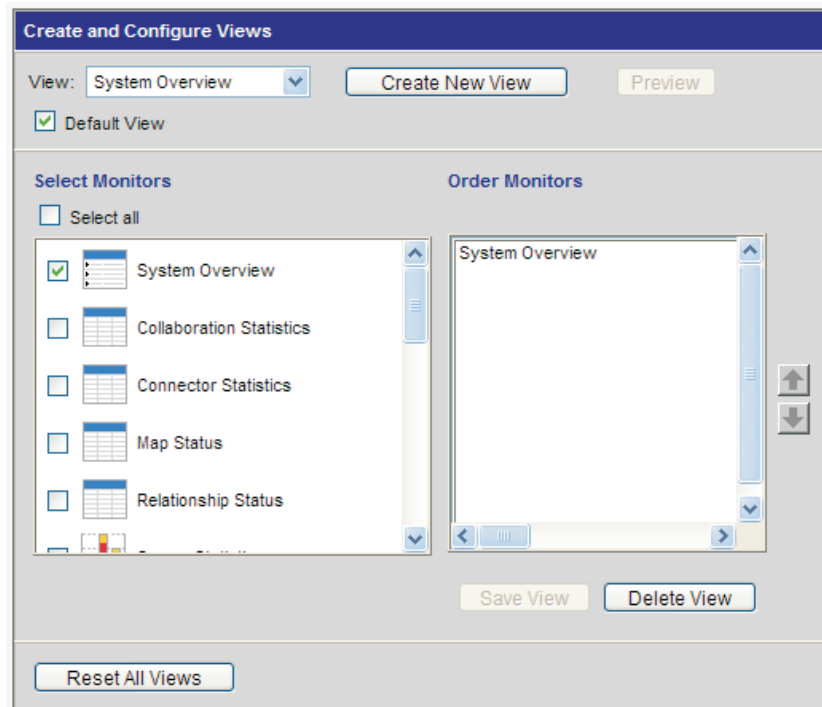 Create and Configure Views
View: System Overview Create New View Preview
Default View
Select Monitors Order Monitors
Select all
System Overview System Overview
Collaboration Statistics
Connector Statistics
Map Status
Relationship Status
Save View Delete View
Reset All Views